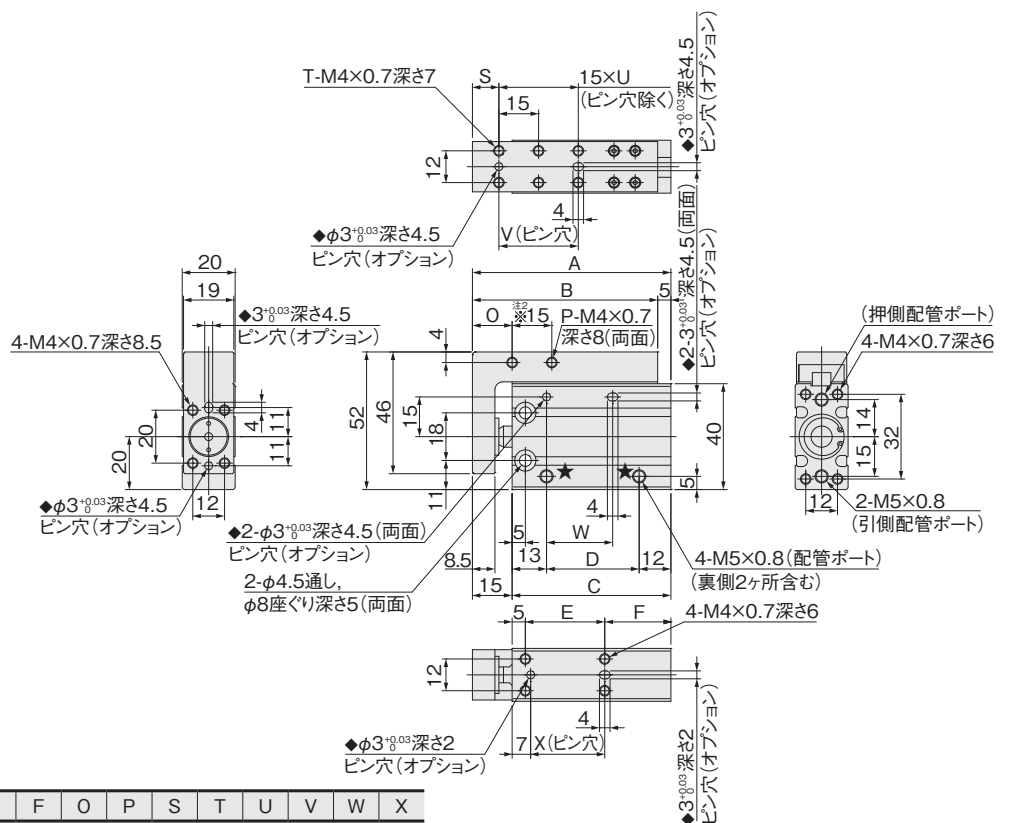 T-M4×0.7深さ7
S
15×U
(ピン穴除く)
15
12
◆3+0.03 0深さ4.5
ピン穴(オプション)
4
V(ピン穴)
◆φ3+0.03 0深さ4.5
ピン穴(オプション)
A
B
5
20
19
◆3+0.03 0深さ4.5
ピン穴(オプション)
4-M4×0.7深さ8.5
4
O
注2
※15
P-M4×0.7
深さ8(両面)
◆2-3+0.03 0深さ4.5(両面)
ピン穴(オプション)
(押側配管ポート)
4-M4×0.7深さ6
52
46
15
18
11
40
5
20
20
4
11
11
12
14
15
32
12
★
★
◆φ3+0.03 0深さ4.5
ピン穴(オプション)
◆2-φ3+0.03 0深さ4.5(両面)
ピン穴(オプション)
2-φ4.5通し,
φ8座ぐり深さ5(両面)
5
W
4
8.5
13
D
12
15
C
2-M5×0.8
(引側配管ポート)
4-M5×0.8(配管ポート)
(裏側2ヶ所含む)
5
E
F
4-M4×0.7深さ6
12
4
7
X(ピン穴)
◆φ3+0.03 0深さ2
ピン穴(オプション)
◆3+0.03 0深さ2
ピン穴(オプション)
F O P S T U V W X